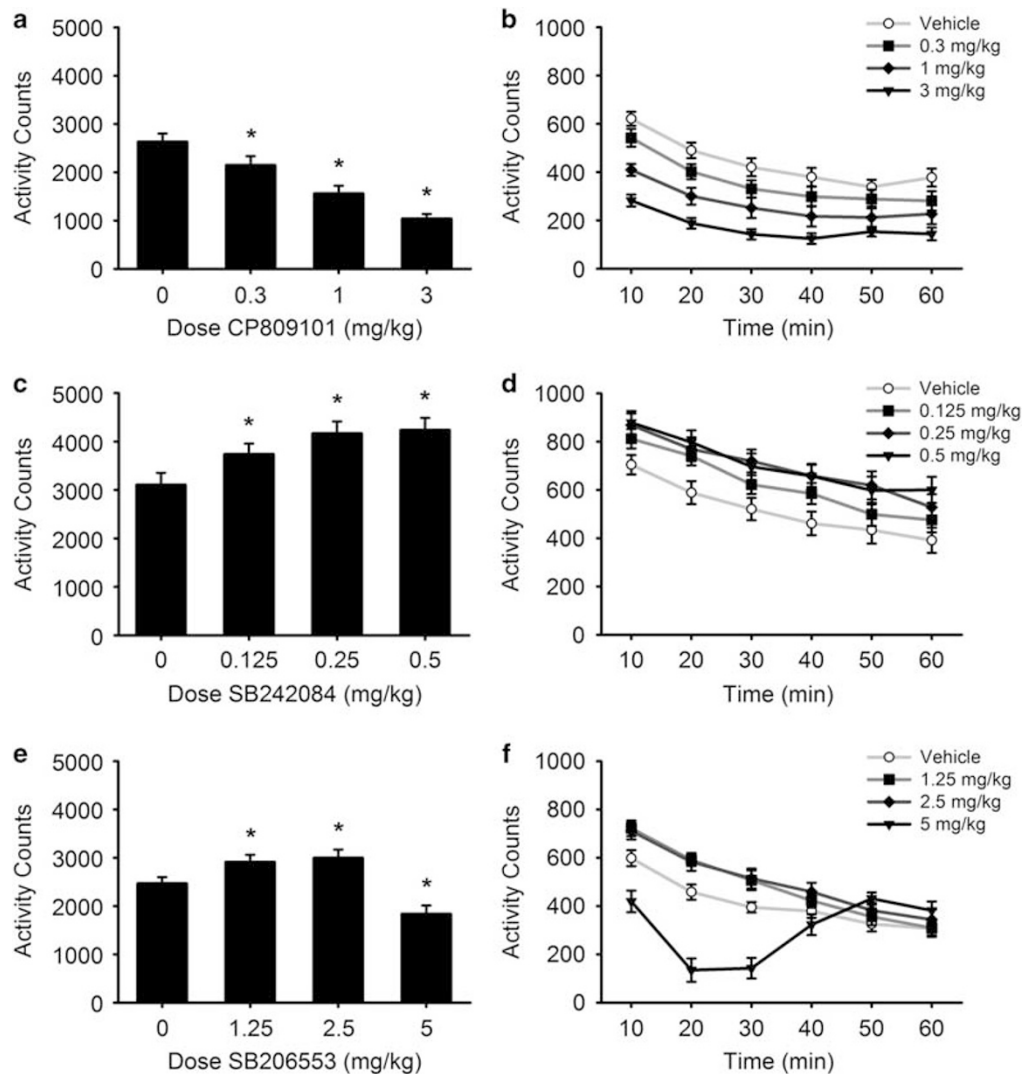 a
5000
4000
3000
2000
1000
0
Activity Counts
* * *
0 0.3 1 3
Dose CP809101 (mg/kg)
b
1000
800
600
400
200
0
Activity Counts
Vehicle
0.3 mg/kg
1 mg/kg
3 mg/kg
10 20 30 40 50 60
Time (min)
c
5000
4000
3000
2000
1000
0
Activity Counts
* * *
0 0.125 0.25 0.5
Dose SB242084 (mg/kg)
d
1000
800
600
400
200
0
Activity Counts
Vehicle
0.125 mg/kg
0.25 mg/kg
0.5 mg/kg
10 20 30 40 50 60
Time (min)
e
5000
4000
3000
2000
1000
0
Activity Counts
* * *
0 1.25 2.5 5
Dose SB206553 (mg/kg)
f
1000
800
600
400
200
0
Activity Counts
Vehicle
1.25 mg/kg
2.5 mg/kg
5 mg/kg
10 20 30 40 50 60
Time (min)